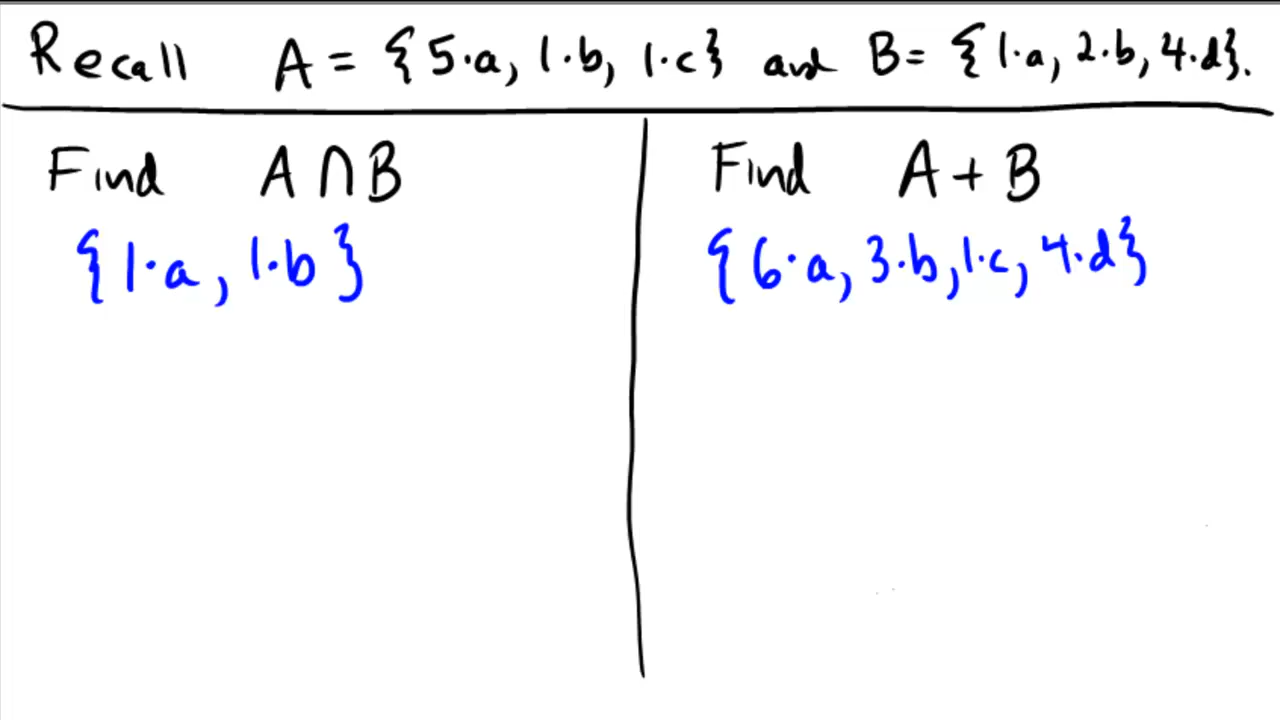 Recall A = {5·a, 1·b, 1·c} and B = {1·a, 2·b, 4·d}.
Find A ∩ B
{1·a, 1·b}
Find A + B
{6·a, 3·b, 1·c, 4·d}